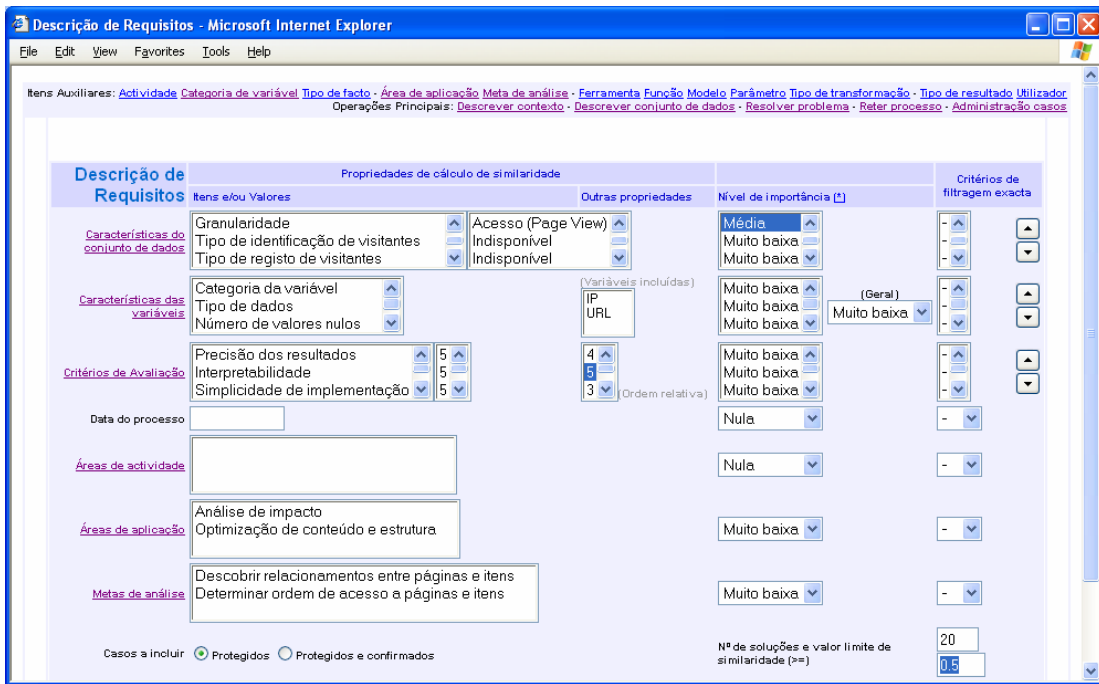 Descrição de Requisitos - Microsoft Internet Explorer
File Edit View Favorites Tools Help
Itens Auxiliares: Actividade Categoria de variável Tipo de facto - Área de aplicação Meta de análise - Ferramenta Função Modelo Parâmetro Tipo de transformação - Tipo de resultado Utilizador
Operações Principais: Descrever contexto - Descrever conjunto de dados - Resolver problema - Reter processo - Administração casos
Descrição de Requisitos
Propriedades de cálculo de similaridade
Critérios de filtragem exacta
Itens e/ou Valores Outras propriedades Nível de importância (*)
Características do conjunto de dados
Granularidade Acesso (Page View) Média -
Tipo de identificação de visitantes Indisponível Muito baixa -
Tipo de registo de visitantes Indisponível Muito baixa -
Características das variáveis
(Variàveis incluídas)
Categoria da variável IP Muito baixa (Geral) -
Tipo de dados URL Muito baixa Muito baixa -
Número de valores nulos Muito baixa -
Critérios de Avaliação
Precisão dos resultados 5 4 Muito baixa -
Interpretabilidade 5 5 Muito baixa -
Simplicidade de implementação 5 3 (Ordem relativa) Muito baixa -
Data do processo Nula -
Áreas de actividade Nula -
Áreas de aplicação
Análise de impacto
Optimização de conteúdo e estrutura Muito baixa -
Metas de análise
Descobrir relacionamentos entre páginas e itens
Determinar ordem de acesso a páginas e itens Muito baixa -
Casos a incluir Protegidos Protegidos e confirmados
Nº de soluções e valor limite de similaridade (>=)
20
0.5